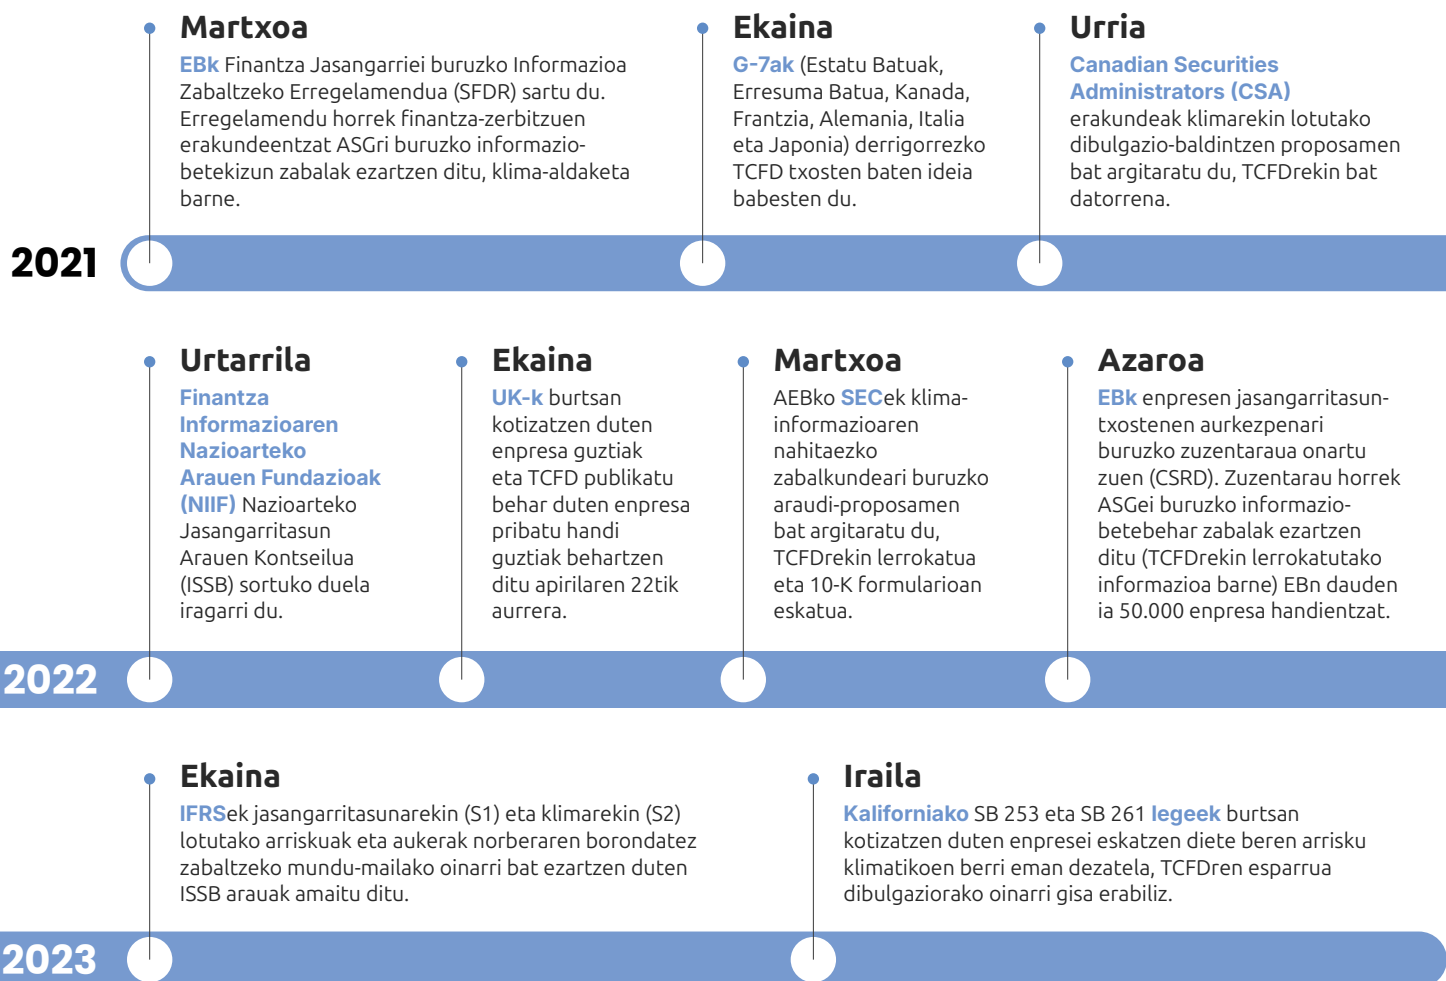 Martxoa
EBk Finantza Jasangarriei buruzko Informazioa
Zabaltzeko Erregelamendua (SFDR) sartu du.
Erregelamendu horrek finantza-zerbitzuen
erakundeentzat ASGri buruzko informazio-
betekizun zabalak ezartzen ditu, klima-aldaketa
barne.
Ekaina
G-7ak (Estatu Batuak,
Erresuma Batua, Kanada,
Frantzia, Alemania, Italia
eta Japonia) derrigorrezko
TCFD txosten baten ideia
babesten du.
Urria
Canadian Securities
Administrators (CSA)
erakundeak klimarekin lotutako
dibulgazio-baldintzen proposamen
bat argitaratu du, TCFDrekin bat
datorrena.
2021
Urtarrila
Finantza
Informazioaren
Nazioarteko
Arauen Fundazioak
(NIIF) Nazioarteko
Jasangarritasun
Arauen Kontseilua
(ISSB) sortuko duela
iragarri du.
Ekaina
UK-k burtsan
kotizatzen duten
enpresa guztiak
eta TCFD publikatu
behar duten enpresa
pribatu handi
guztiak behartzen
ditu apirilaren 22tik
aurrera.
Martxoa
AEBko SECek klima-
informazioaren
nahitaezko
zabalkundeari buruzko
araudi-proposamen
bat argitaratu du,
TCFDrekin lerrokatua
eta 10-K formularioan
eskatua.
Azaroa
EBk enpresen jasangarritasun-
txostenen aurkezpenari
buruzko zuzentaraua onartu
zuen (CSRD). Zuzentarau horrek
ASGei buruzko informazio-
betebehar zabalak ezartzen
ditu (TCFDrekin lerrokatutako
informazioa barne) EBn dauden
ia 50.000 enpresa handientzat.
2022
Ekaina
IFRSek jasangarritasunarekin (S1) eta klimarekin (S2)
lotutako arriskuak eta aukerak norberaren borondatez
zabaltzeko mundu-mailako oinarri bat ezartzen duten
ISSB arauak amaitu ditu.
Iraila
Kaliforniako SB 253 eta SB 261 legeek burtsan
kotizatzen duten enpresei eskatzen diete beren arrisku
klimatikoen berri eman dezatela, TCFDren esparrua
dibulgaziorako oinarri gisa erabiliz.
2023